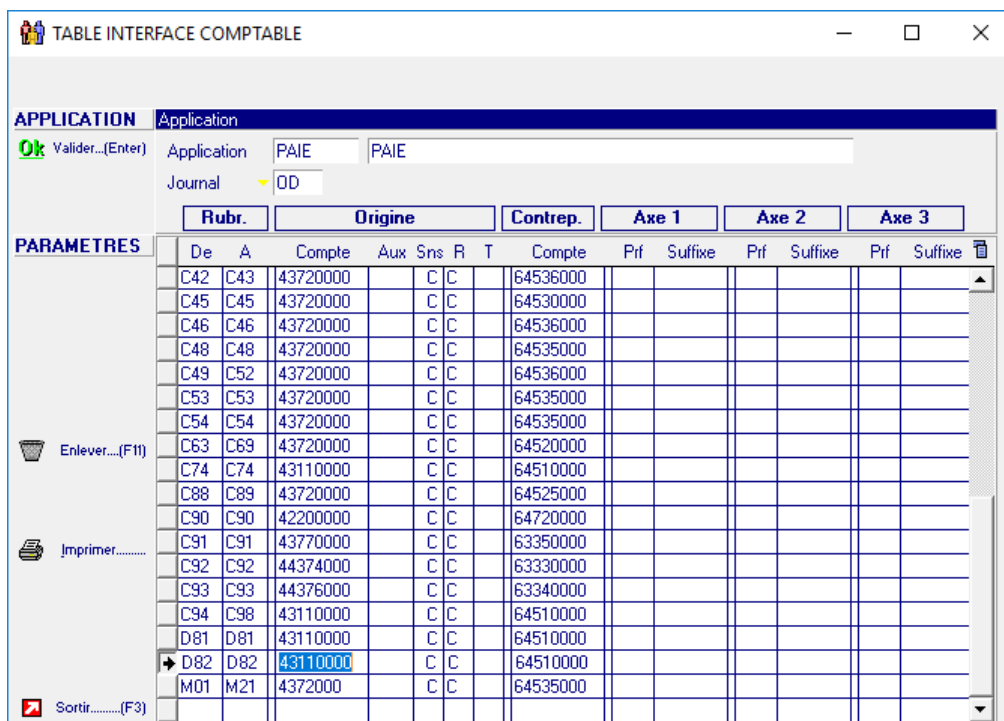 TABLE INTERFACE COMPTABLE
APPLICATION
Application
Ok Valider...(Enter)
Application PAIE PAIE
Journal OD
Rubr. Origine Contrep. Axe 1 Axe 2 Axe 3
PARAMETRES
De A Compte Aux Sns R T Compte Prf Suffixe Prf Suffixe Prf Suffixe
C42 C43 43720000 C C 64536000
C45 C45 43720000 C C 64530000
C46 C46 43720000 C C 64536000
C48 C48 43720000 C C 64535000
C49 C52 43720000 C C 64536000
C53 C53 43720000 C C 64535000
C54 C54 43720000 C C 64535000
Enlever....(F11)
C63 C69 43720000 C C 64520000
C74 C74 43110000 C C 64510000
C88 C89 43720000 C C 64525000
C90 C90 42200000 C C 64720000
Imprimer..........
C91 C91 43770000 C C 63350000
C92 C92 44374000 C C 63330000
C93 C93 44376000 C C 63340000
C94 C98 43110000 C C 64510000
D81 D81 43110000 C C 64510000
D82 D82 43110000 C C 64510000
M01 M21 4372000 C C 64535000
Sortir.........(F3)